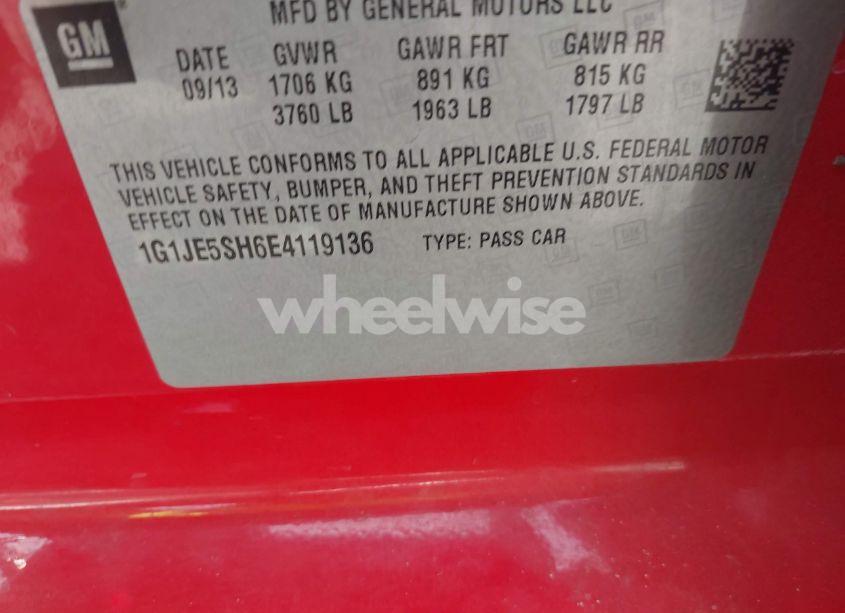 MFD BY GENERAL MOTORS LLC
GM
DATE GVWR GAWR FRT GAWR RR
09/13 1706 KG 891 KG 815 KG
3760 LB 1963 LB 1797 LB
THIS VEHICLE CONFORMS TO ALL APPLICABLE U.S. FEDERAL MOTOR
VEHICLE SAFETY, BUMPER, AND THEFT PREVENTION STANDARDS IN
EFFECT ON THE DATE OF MANUFACTURE SHOWN ABOVE.
1G1JE5SH6E4119136 TYPE: PASS CAR
wheelwise